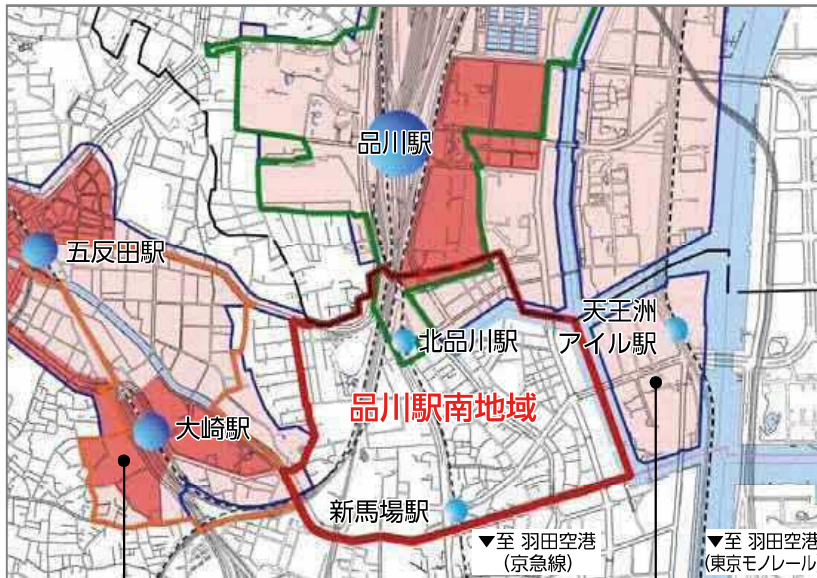 品川駅
五反田駅
天王洲
アイル駅
北品川駅
品川駅南地域
大崎駅
新馬場駅
▼至 羽田空港
(京急線)
▼至 羽田空港
(東京モノレール